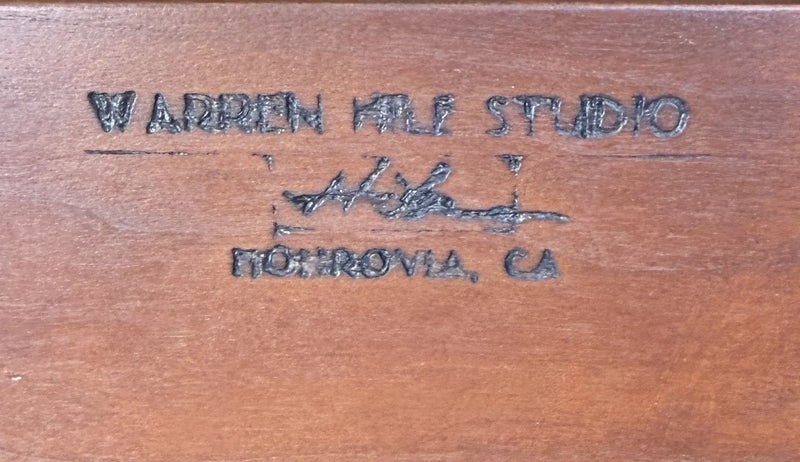 WARREN HILE STUDIO
MONROVIA, CA